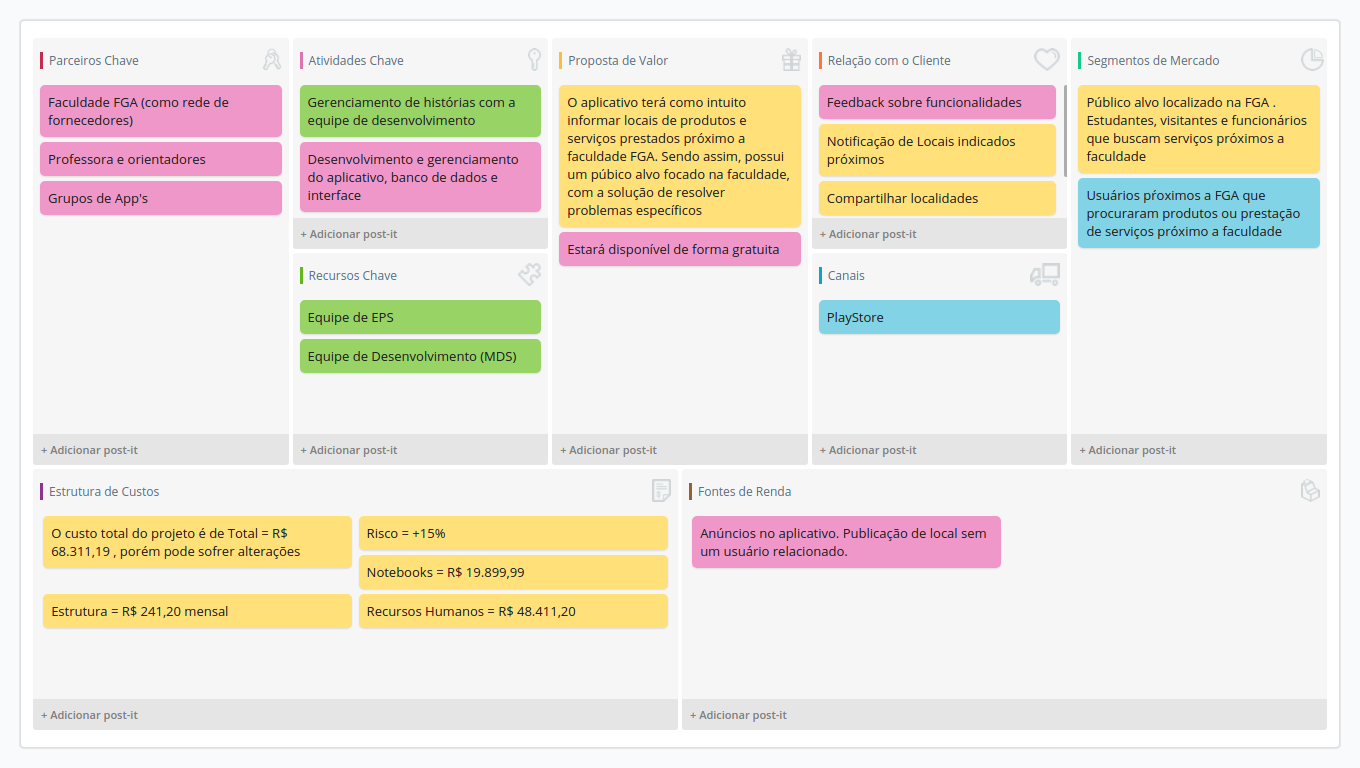 Parceiros Chave
Faculdade FGA (como rede de
fornecedores)
Professora e orientadores
Grupos de App's
+ Adicionar post-it
Atividades Chave
Gerenciamento de histórias com a
equipe de desenvolvimento
Desenvolvimento e gerenciamento
do aplicativo, banco de dados e
interface
+ Adicionar post-it
Recursos Chave
Equipe de EPS
Equipe de Desenvolvimento (MDS)
+ Adicionar post-it
Proposta de Valor
O aplicativo terá como intuito
informar locais de produtos e
serviços prestados próximo a
faculdade FGA. Sendo assim, possui
um púbico alvo focado na faculdade,
com a solução de resolver
problemas específicos
Estará disponível de forma gratuita
+ Adicionar post-it
Relação com o Cliente
Feedback sobre funcionalidades
Notificação de Locais indicados
próximos
Compartilhar localidades
+ Adicionar post-it
Canais
PlayStore
+ Adicionar post-it
Segmentos de Mercado
Público alvo localizado na FGA .
Estudantes, visitantes e funcionários
que buscam serviços próximos a
faculdade
Usuários pŕoximos a FGA que
procuraram produtos ou prestação
de serviços próximo a faculdade
+ Adicionar post-it
Estrutura de Custos
O custo total do projeto é de Total = R$
68.311,19 , porém pode sofrer alterações
Risco = +15%
Notebooks = R$ 19.899,99
Estrutura = R$ 241,20 mensal
Recursos Humanos = R$ 48.411,20
+ Adicionar post-it
Fontes de Renda
Anúncios no aplicativo. Publicação de local sem
um usuário relacionado.
+ Adicionar post-it